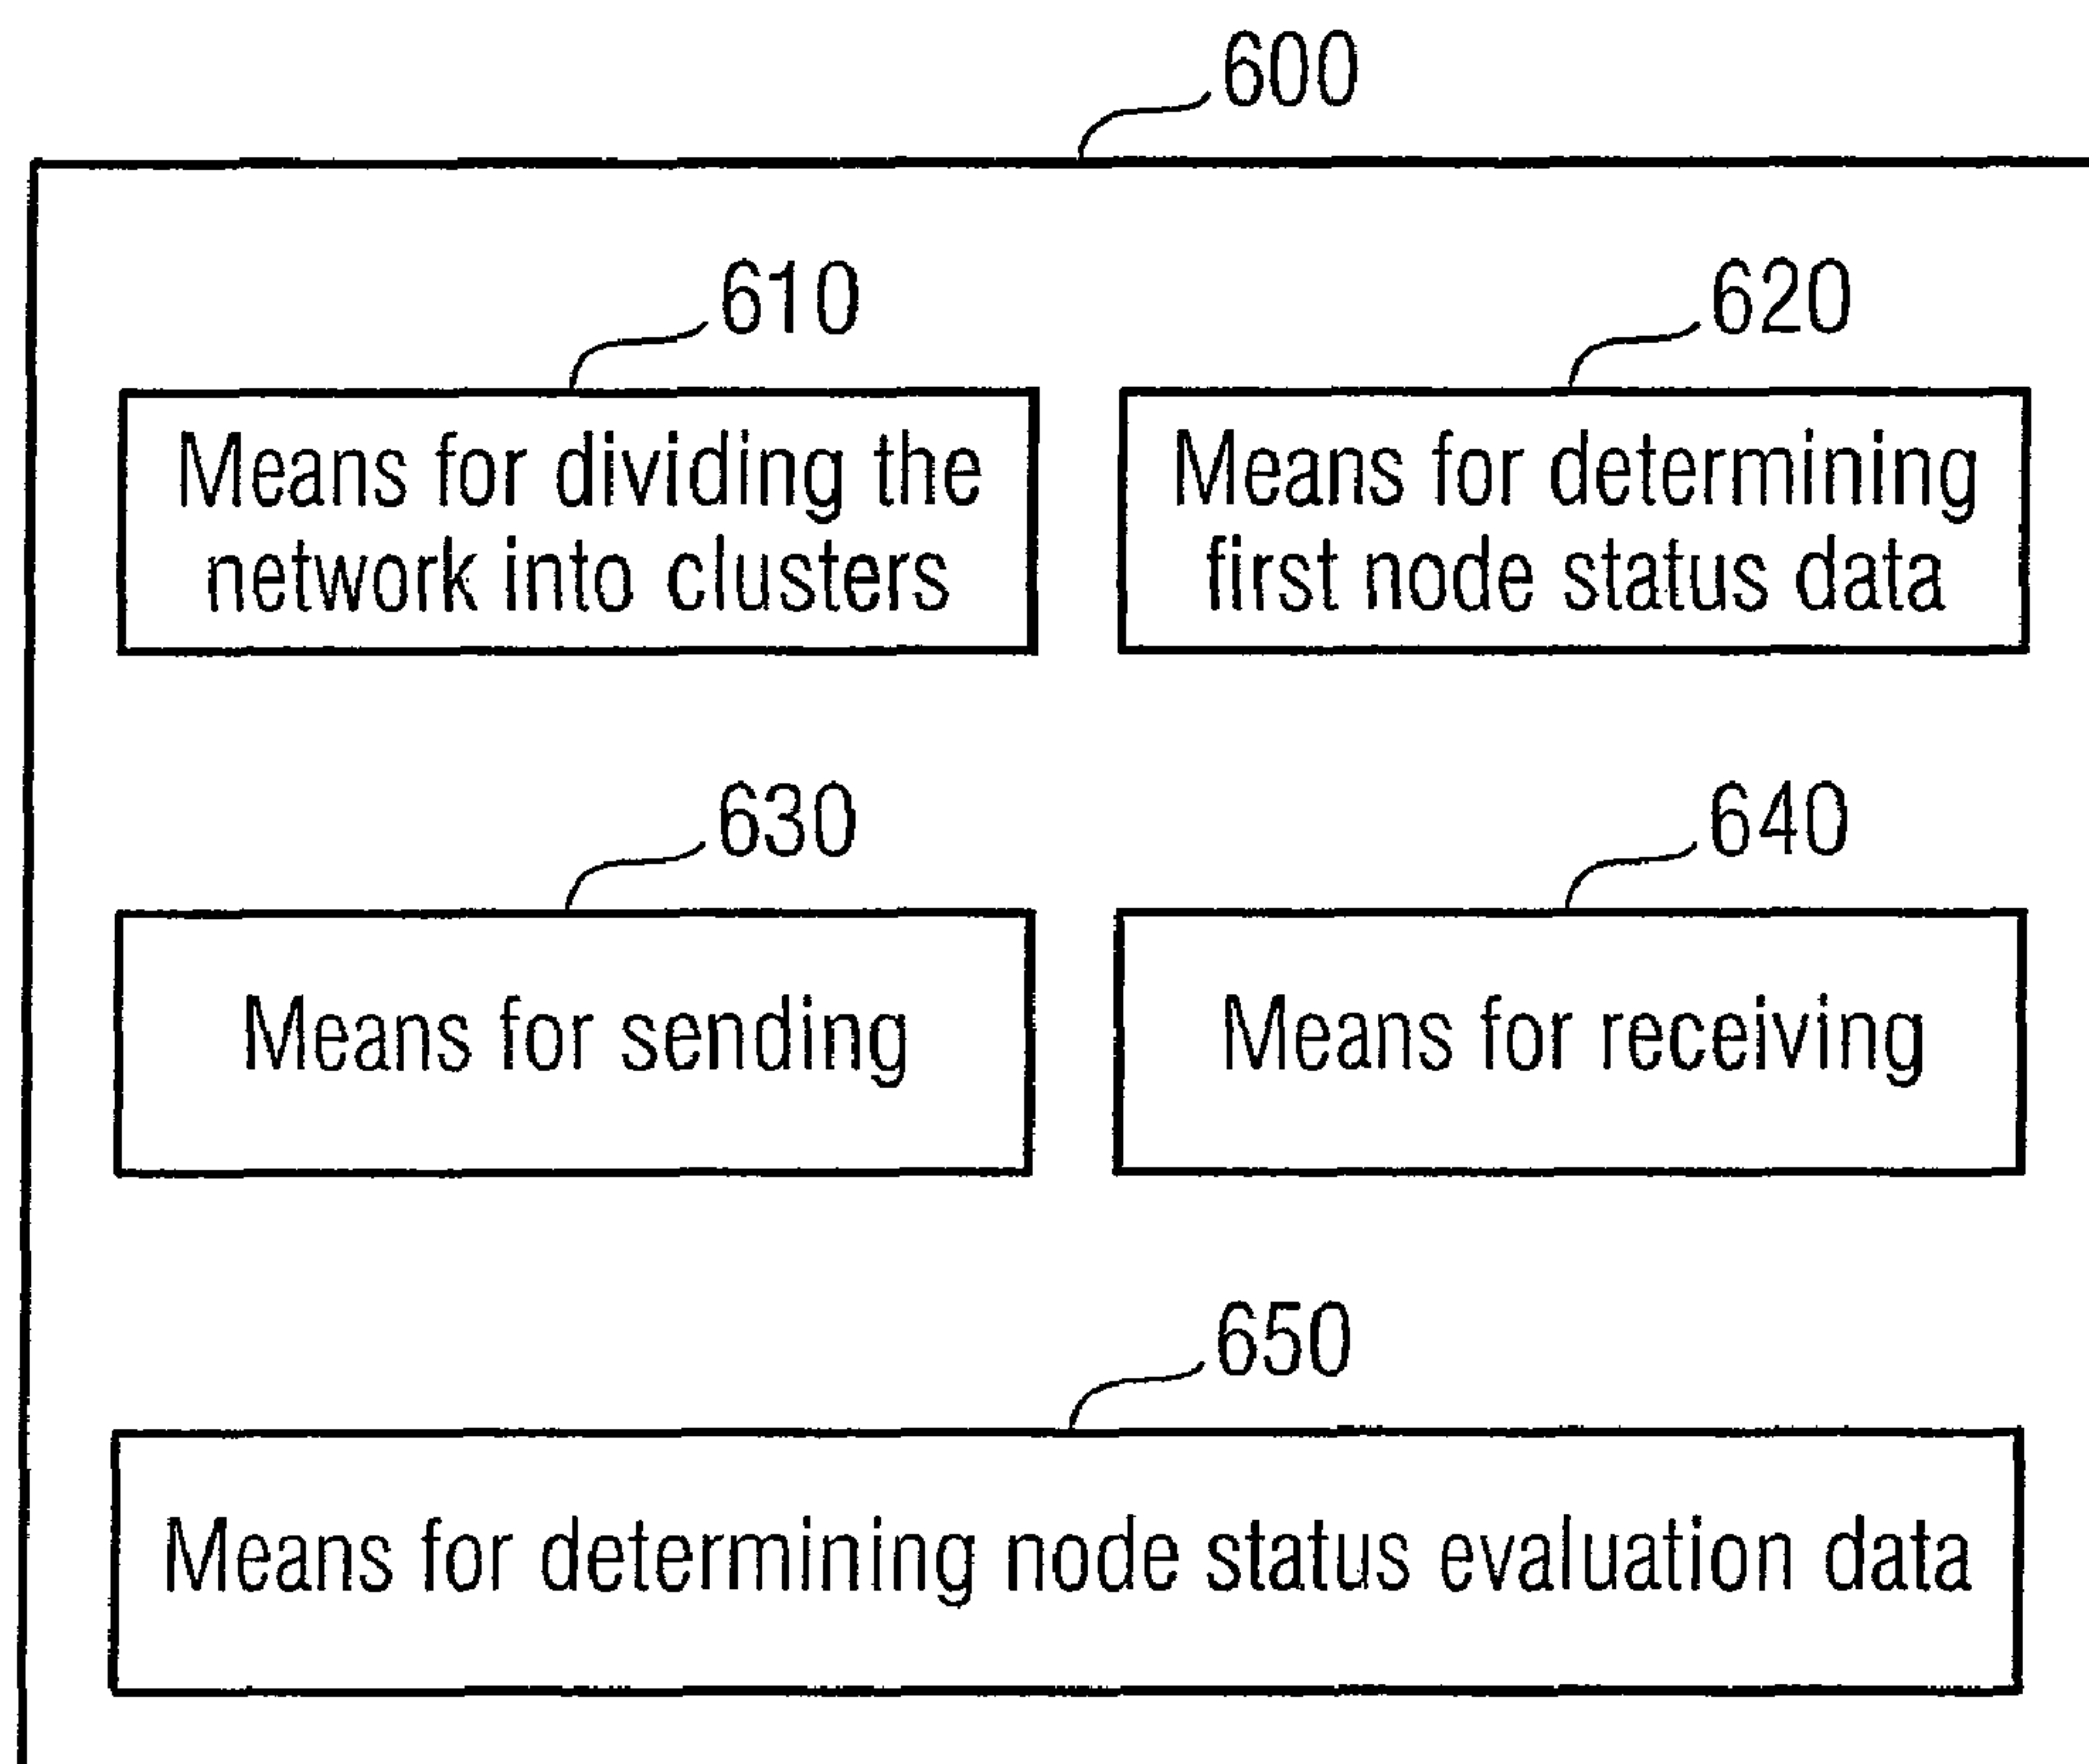 600
610
620
Means for dividing the
network into clusters
Means for determining
first node status data
630
640
Means for sending
Means for receiving
650
Means for determining node status evaluation data